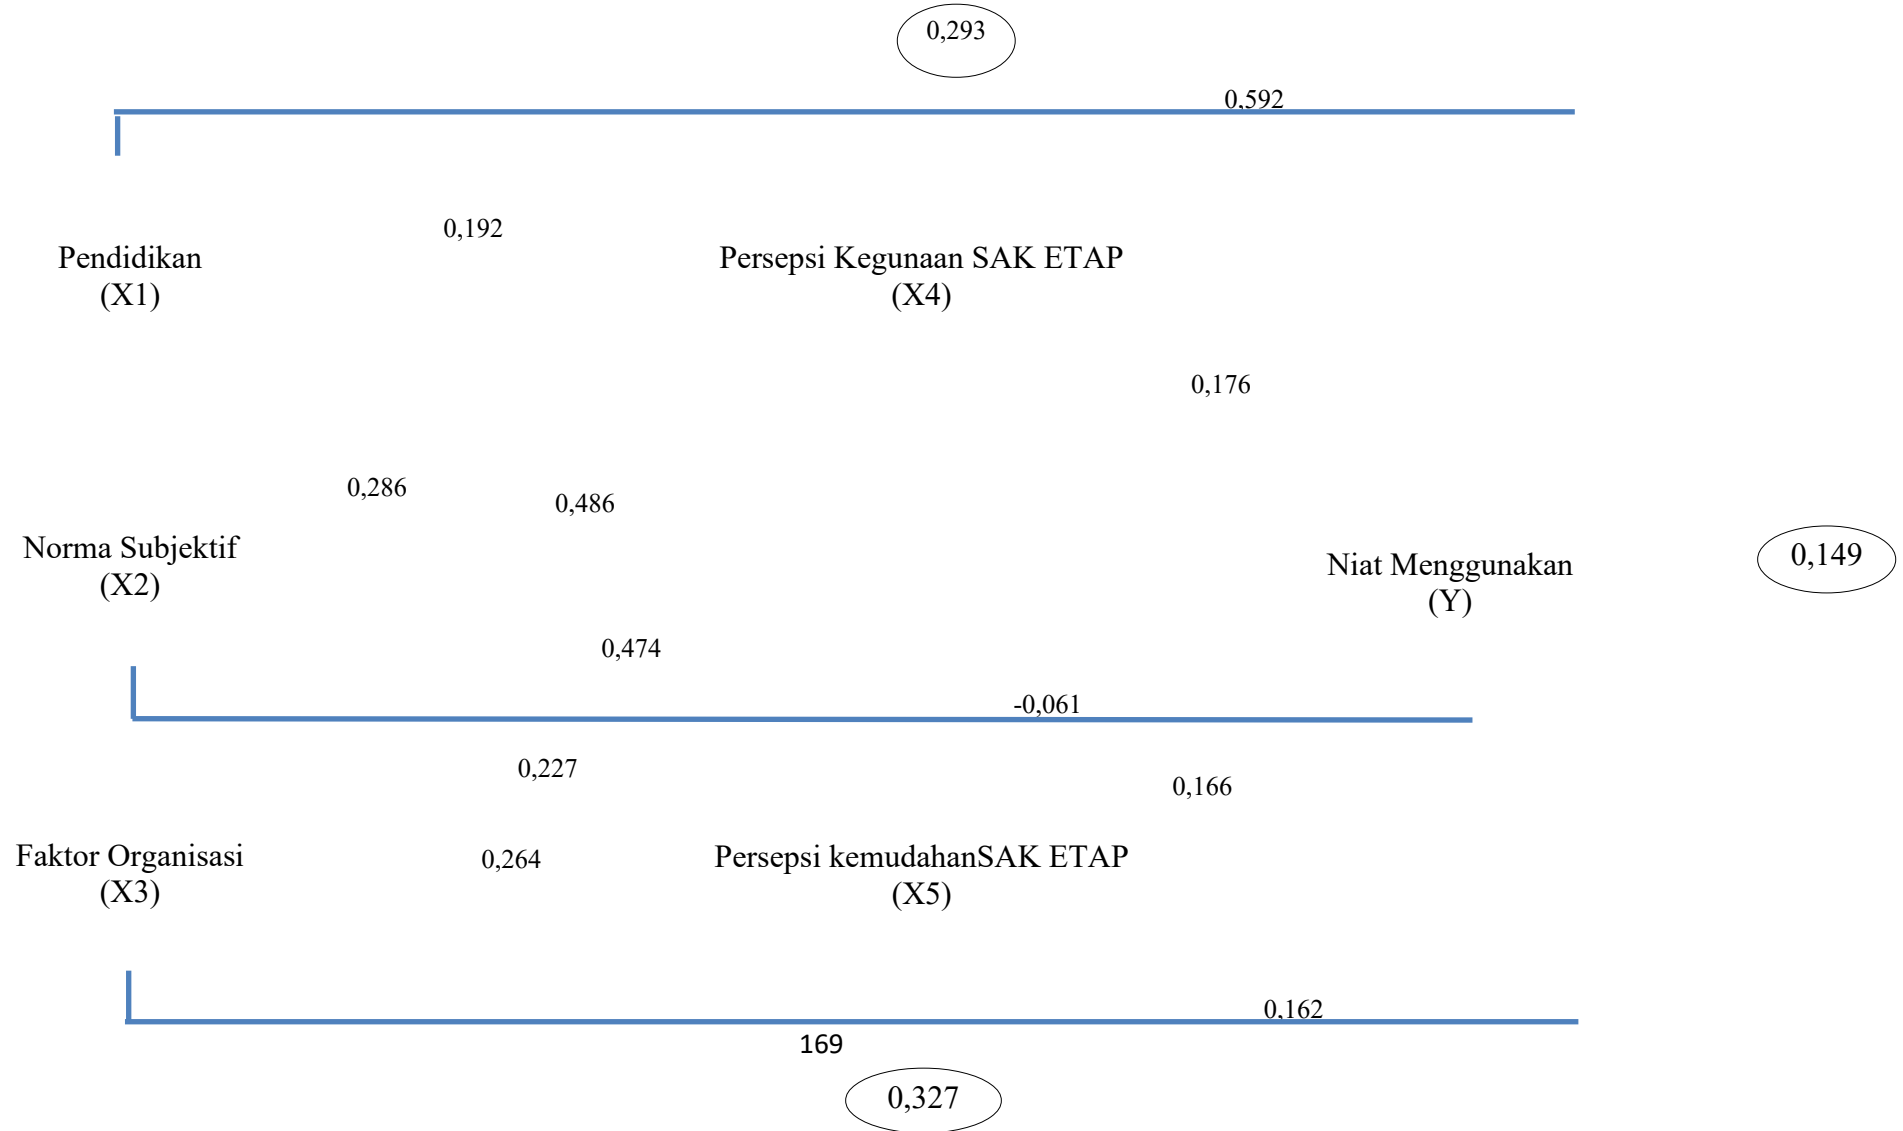 0,293
0,592
0,192
Pendidikan
(X1)
Persepsi Kegunaan SAK ETAP
(X4)
0,176
0,286
0,486
Norma Subjektif
(X2)
Niat Menggunakan
(Y)
0,149
0,474
-0,061
0,227
0,166
Faktor Organisasi
(X3)
0,264
Persepsi kemudahanSAK ETAP
(X5)
0,162
169
0,327